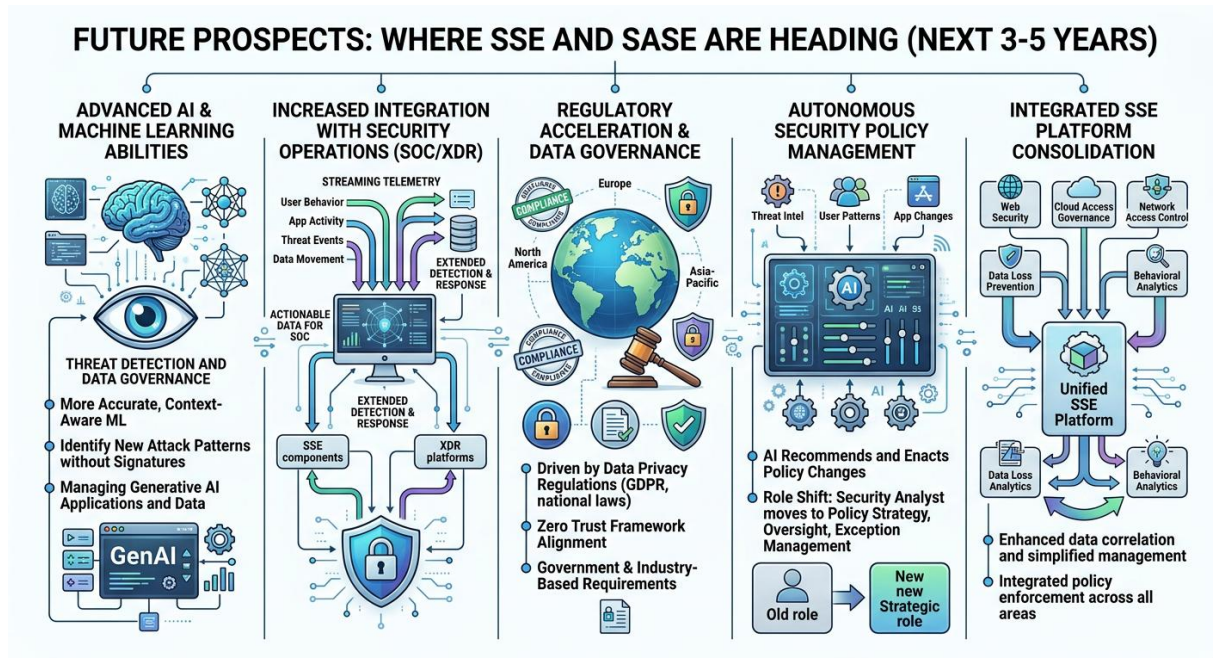 FUTURE PROSPECTS: WHERE SSE AND SASE ARE HEADING (NEXT 3-5 YEARS)
ADVANCED AI &
MACHINE LEARNING
ABILITIES
THREAT DETECTION AND
DATA GOVERNANCE
More Accurate, Context-
Aware ML
Identify New Attack Patterns
without Signatures
Managing Generative AI
Applications and Data
GenAI
INCREASED INTEGRATION
WITH SECURITY
OPERATIONS (SOC/XDR)
STREAMING TELEMETRY
User Behavior
App Activity
Threat Events
Data Movement
EXTENDED
DETECTION &
RESPONSE
ACTIONABLE
DATA FOR
SOC
EXTENDED
DETECTION &
RESPONSE
SSE
components
XDR
platforms
REGULATORY
ACCELERATION &
DATA GOVERNANCE
Europe
COMPLIANCE
North
America
Asia-
Pacific
COMPLIANCE
COMPLIANCE
Driven by Data Privacy
Regulations (GDPR,
national laws)
Zero Trust Framework
Alignment
Government & Industry-
Based Requirements
AUTONOMOUS
SECURITY POLICY
MANAGEMENT
Threat Intel
User Patterns
App Changes
AI
AI AI 95
AI
AI Recommends and Enacts
Policy Changes
Role Shift: Security Analyst
moves to Policy Strategy,
Oversight, Exception
Management
Old role
New
new
Strategic
role
INTEGRATED SSE
PLATFORM
CONSOLIDATION
Web
Security
Cloud Access
Governance
Network
Access Control
Data Loss
Prevention
Behavioral
Analytics
Unified
SSE
Platform
Data Loss
Analytics
Behavioral
Analytics
Enhanced data correlation
and simplified management
Integrated policy
enforcement across all
areas